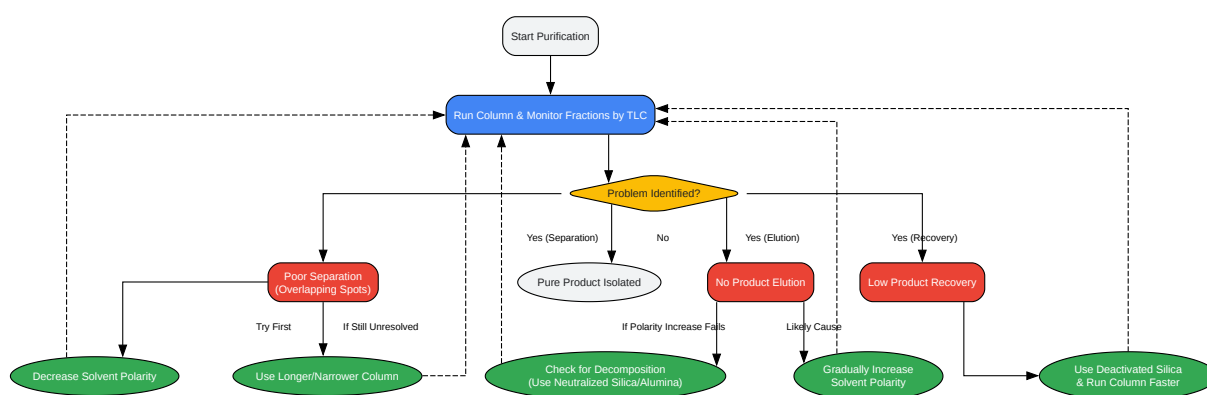 Start Purification
Run Column & Monitor Fractions by TLC
Problem Identified?
Yes (Separation)
No
Yes (Elution)
Yes (Recovery)
Poor Separation
(Overlapping Spots)
Pure Product Isolated
No Product Elution
Low Product Recovery
Try First
If Still Unresolved
If Polarity Increase Fails
Likely Cause
Decrease Solvent Polarity
Use Longer/Narrower Column
Check for Decomposition
(Use Neutralized Silica/Alumina)
Gradually Increase
Solvent Polarity
Use Deactivated Silica
& Run Column Faster